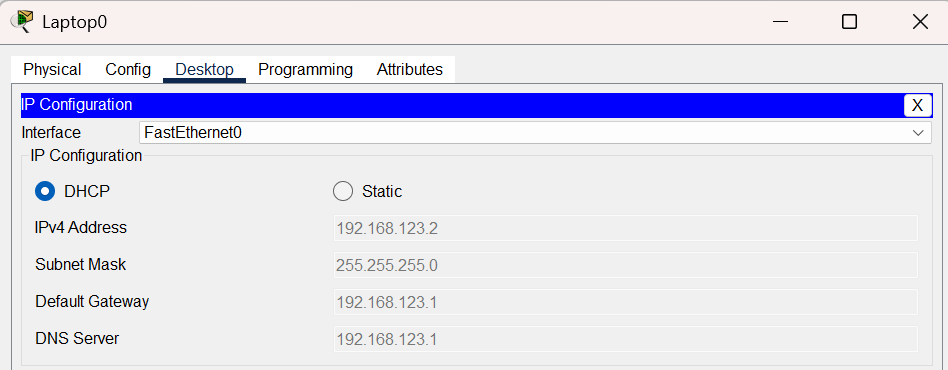 Laptop0
Physical Config Desktop Programming Attributes
IP Configuration X
Interface FastEthernet0
IP Configuration
DHCP Static
IPv4 Address 192.168.123.2
Subnet Mask 255.255.255.0
Default Gateway 192.168.123.1
DNS Server 192.168.123.1